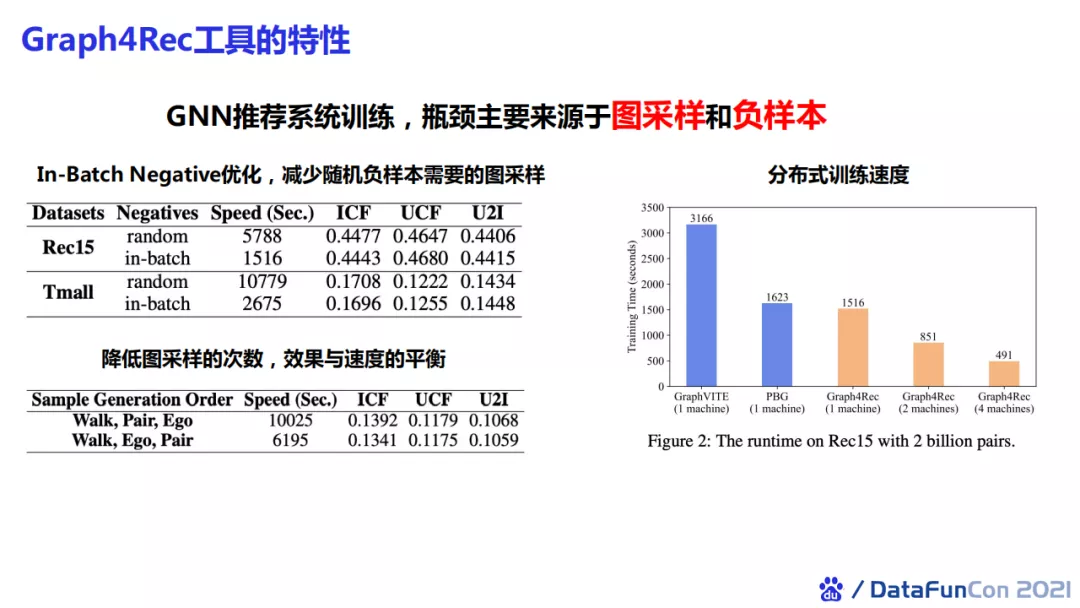 Graph4Rec工具的特性
GNN推荐系统训练，瓶颈主要来源于图采样和负样本
In-Batch Negative优化，减少随机负样本需要的图采样
Datasets Negatives Speed (Sec.) ICF UCF U2I
Rec15 random 5788 0.4477 0.4647 0.4406
in-batch 1516 0.4443 0.4680 0.4415
Tmall random 10779 0.1708 0.1222 0.1434
in-batch 2675 0.1696 0.1255 0.1448
降低图采样的次数，效果与速度的平衡
Sample Generation Order Speed (Sec.) ICF UCF U2I
Walk, Pair, Ego 10025 0.1392 0.1179 0.1068
Walk, Ego, Pair 6195 0.1341 0.1175 0.1059
分布式训练速度
Training Time (seconds)
3500
3000
2500
2000
1500
1000
500
0
3166
1623
1516
851
491
GraphVITE PBG Graph4Rec Graph4Rec Graph4Rec
(1 machine) (1 machine) (1 machine) (2 machines) (4 machines)
Figure 2: The runtime on Rec15 with 2 billion pairs.
du / DataFunCon 2021